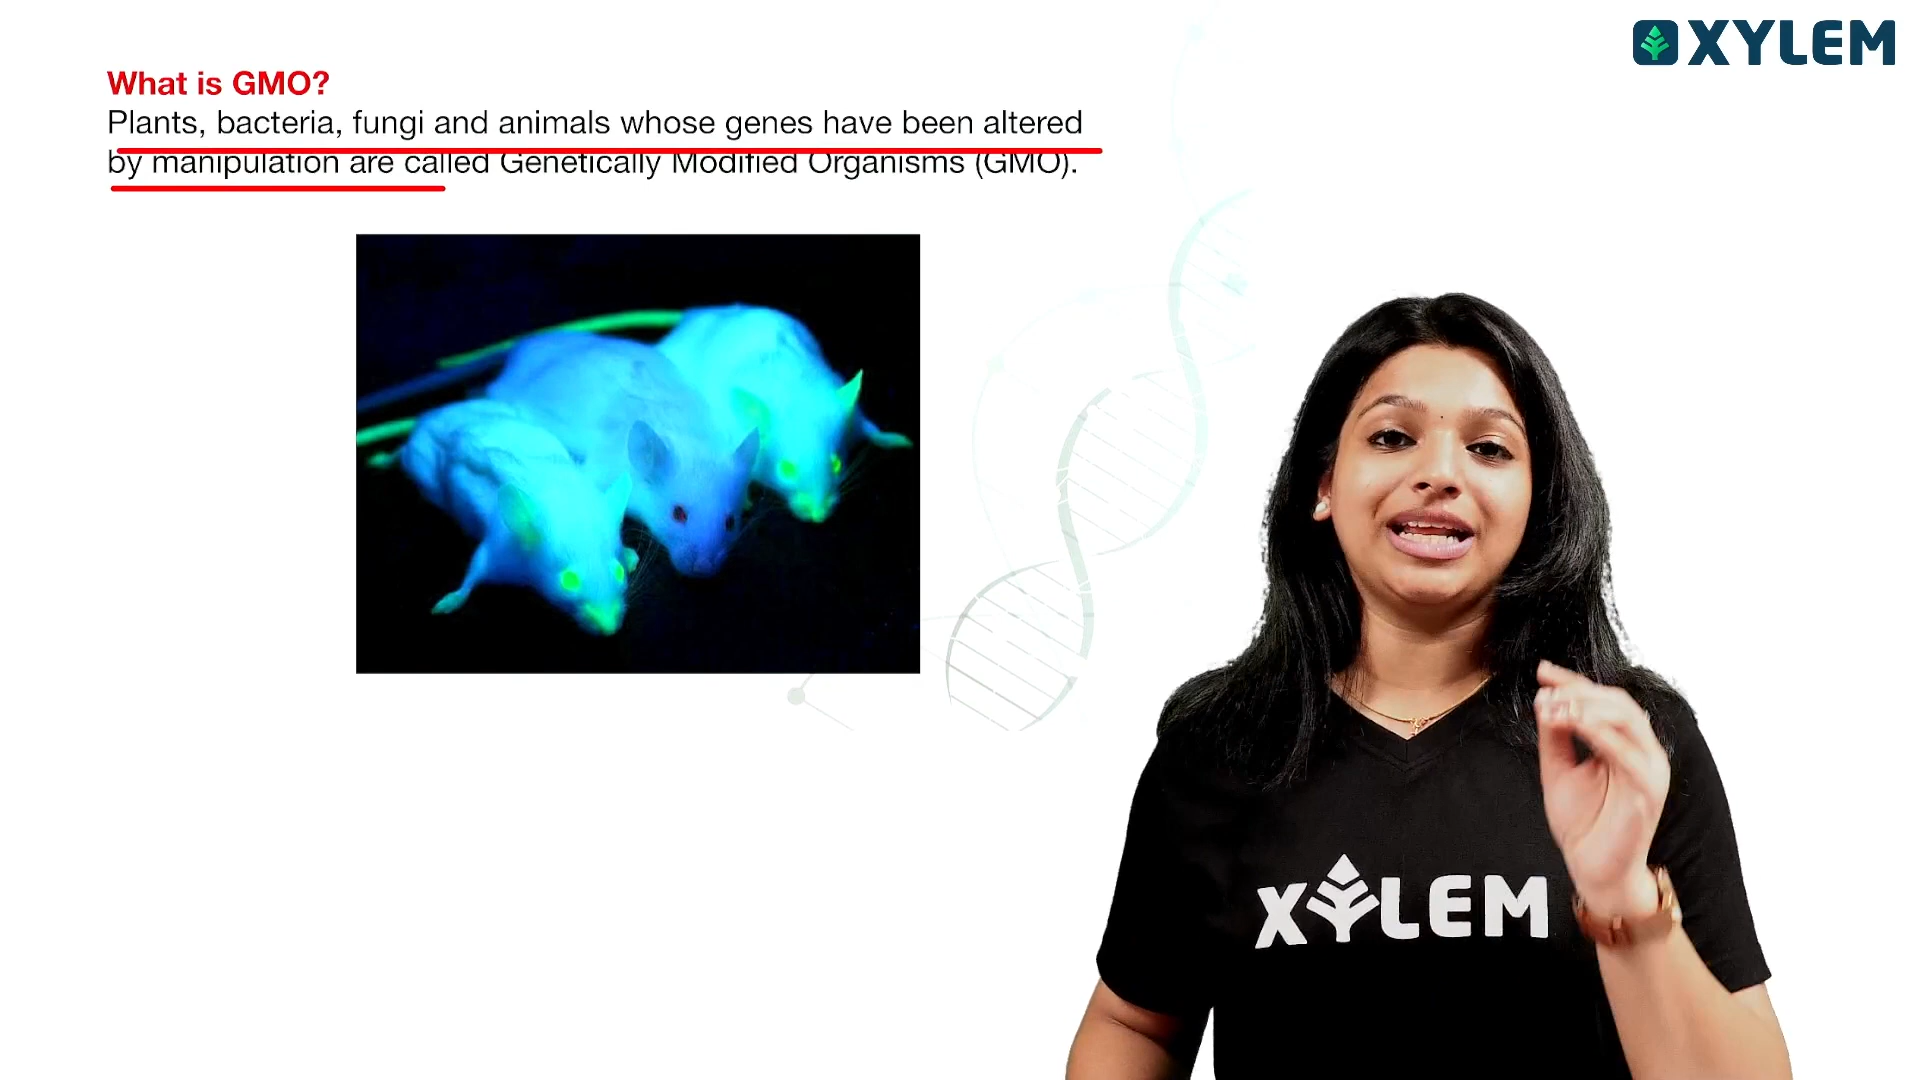 XYLEM
What is GMO?
Plants, bacteria, fungi and animals whose genes have been altered
by manipulation are called Genetically Modified Organisms (GMO).
XYLEM